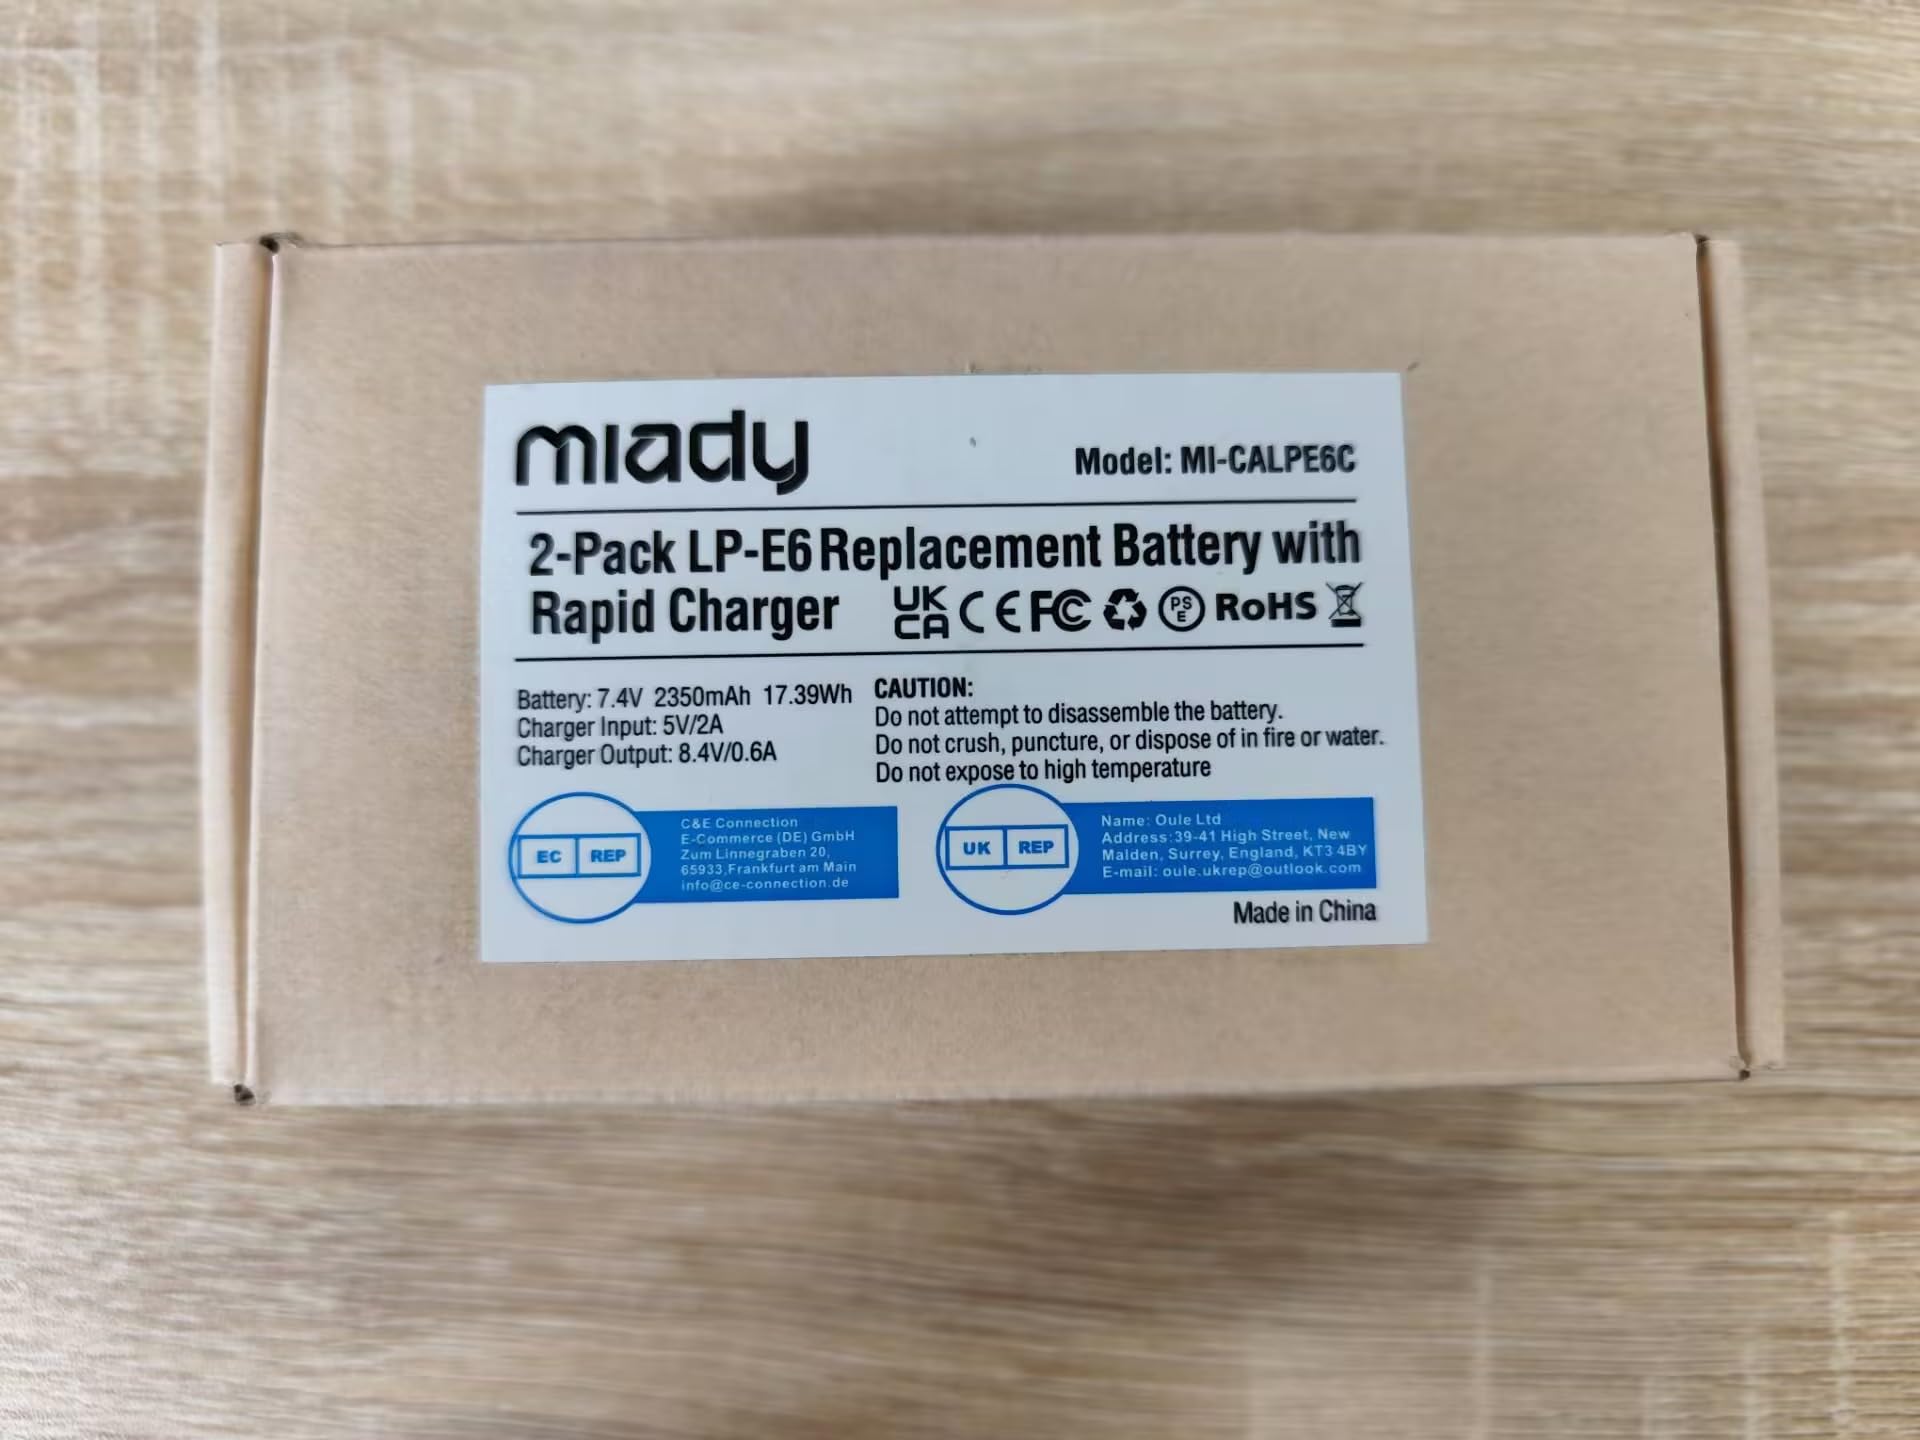 miady
Model: MI-CALPE6C
2-Pack LP-E6 Replacement Battery with
Rapid Charger
UK
CA
CE FC PS
E RoHS
Battery: 7.4V 2350mAh 17.39Wh
Charger Input: 5V/2A
Charger Output: 8.4V/0.6A
CAUTION:
Do not attempt to disassemble the battery.
Do not crush, puncture, or dispose of in fire or water.
Do not expose to high temperature
EC REP
C&E Connection
E-Commerce (DE) GmbH
Zum Linnegraben 20,
65933,Frankfurt am Main
info@ce-connection.de
UK REP
Name: Oule Ltd
Address:39-41 High Street, New
Malden, Surrey, England, KT3 4BY
E-mail: oule.ukrep@outlook.com
Made in China